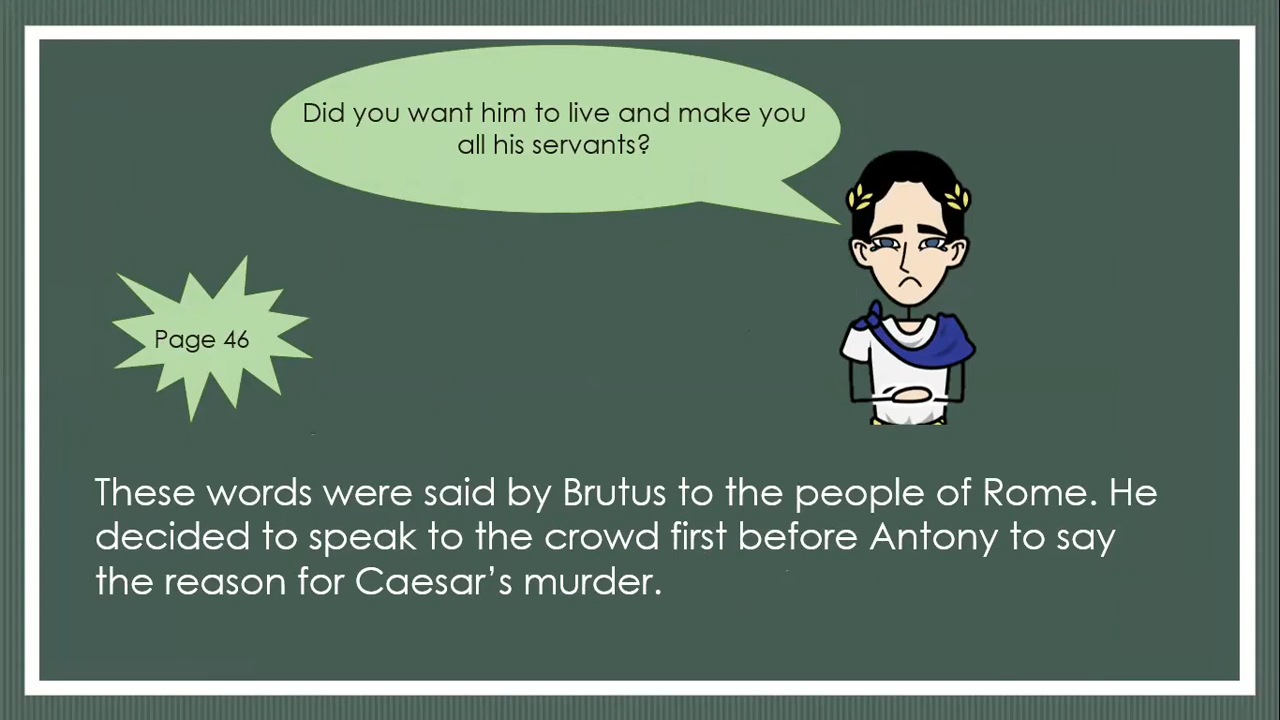 Did you want him to live and make you
all his servants?
Page 46
These words were said by Brutus to the people of Rome. He
decided to speak to the crowd first before Antony to say
the reason for Caesar’s murder.